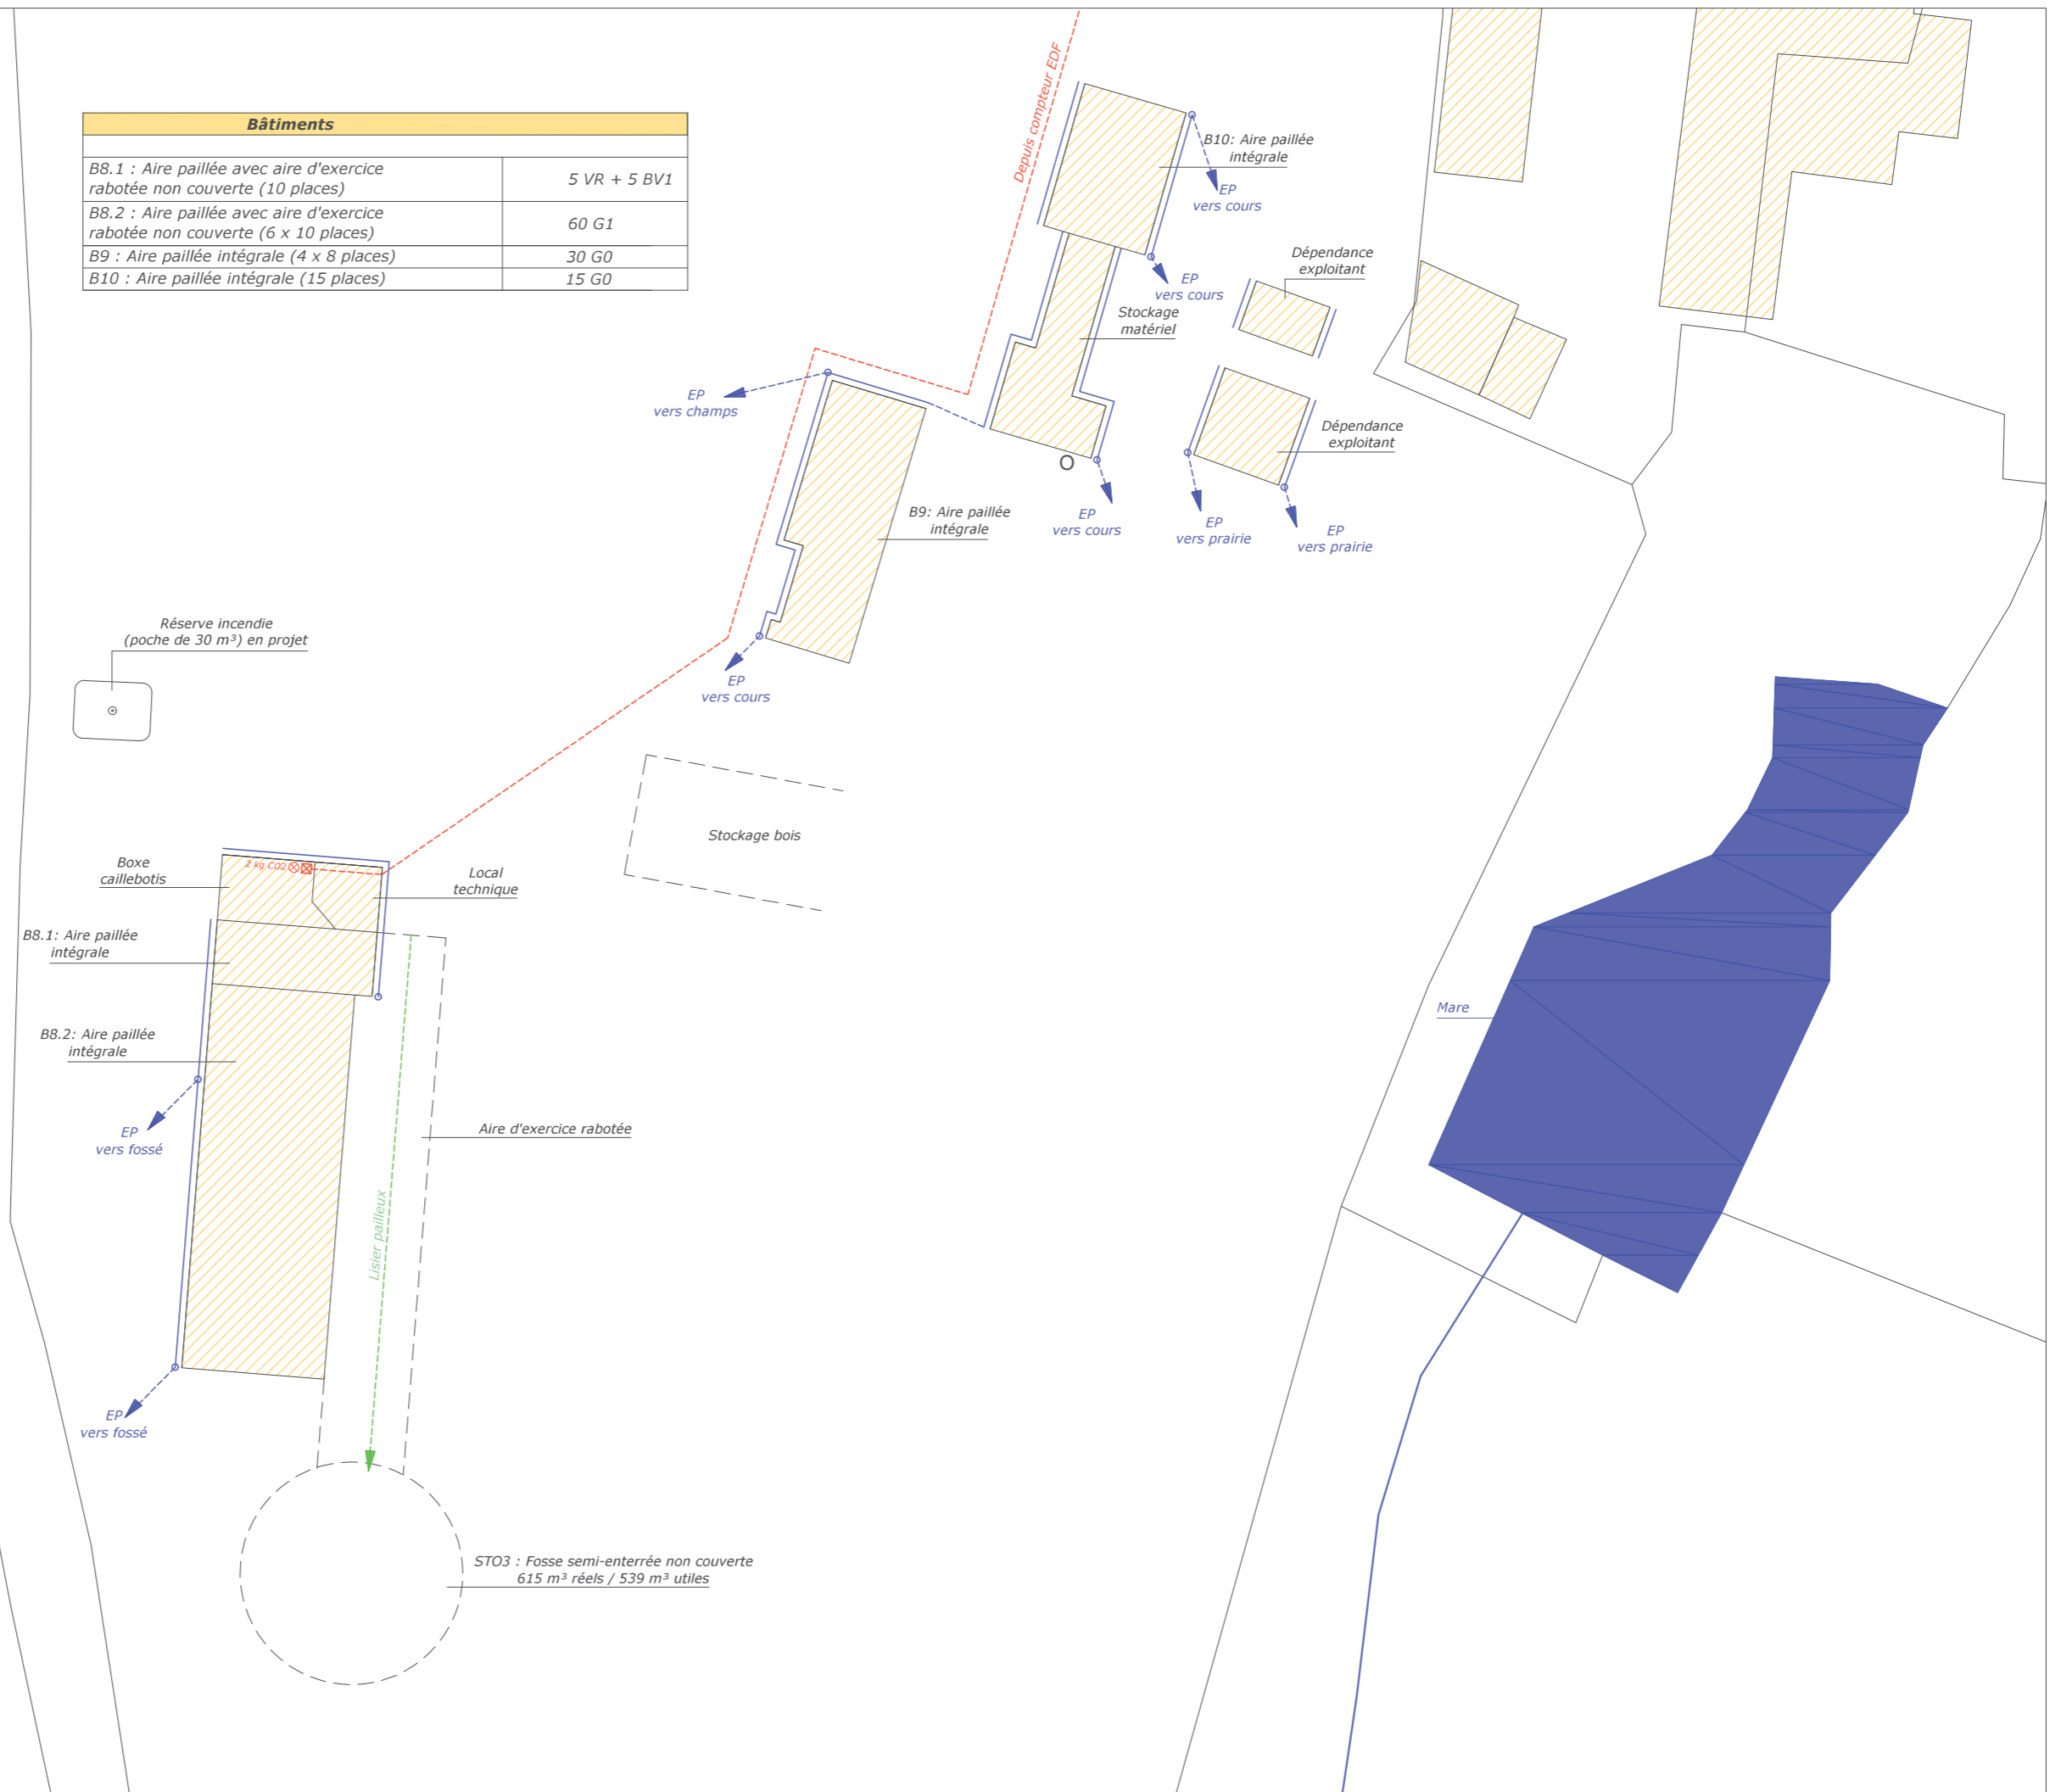 Bâtiments
B8.1 : Aire paillée avec aire d'exercice
rabotée non couverte (10 places)
5 VR + 5 BV1
B8.2 : Aire paillée avec aire d'exercice
rabotée non couverte (6 x 10 places)
60 G1
B9 : Aire paillée intégrale (4 x 8 places)
30 G0
B10 : Aire paillée intégrale (15 places)
15 G0
Depuis compteur EDF
B10: Aire paillée
intégrale
EP
vers cours
Dépendance
exploitant
EP
vers cours
Stockage
matériel
EP
vers champs
Dépendance
exploitant
O
B9: Aire paillée
intégrale
EP
vers cours
EP
vers prairie
EP
vers prairie
Réserve incendie
(poche de 30 m³) en projet
EP
vers cours
Stockage bois
Boxe
caillebotis
2 kg CO2
Local
technique
B8.1: Aire paillée
intégrale
Mare
B8.2: Aire paillée
intégrale
EP
vers fossé
Aire d'exercice rabotée
Lisier pailleux
EP
vers fossé
STO3 : Fosse semi-enterrée non couverte
615 m³ réels / 539 m³ utiles